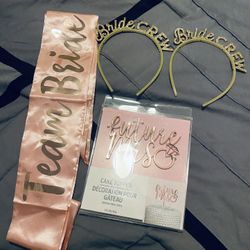 Bride CREW
Bride CREW
Team Bride
future
Mrs
CAKE TOPPER
DÉCORATION POUR
GÂTEAU